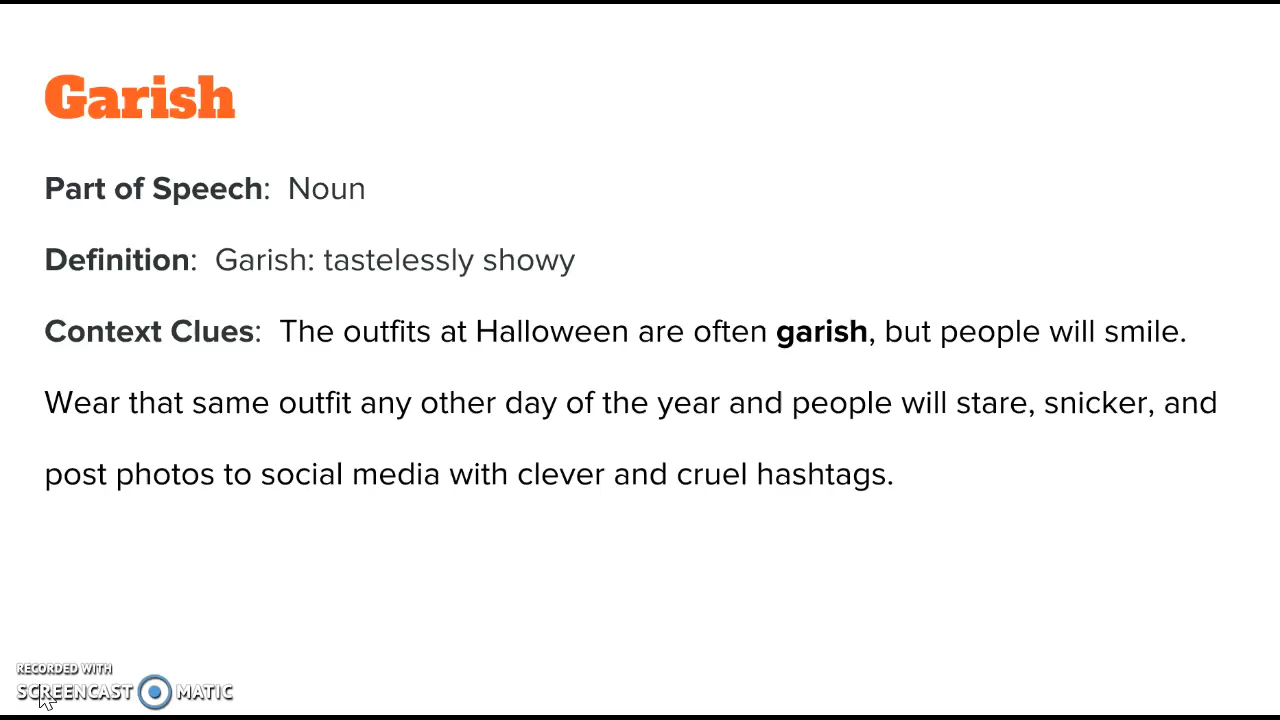 Garish
Part of Speech:  Noun
Definition:  Garish: tastelessly showy
Context Clues:  The outfits at Halloween are often garish, but people will smile.
Wear that same outfit any other day of the year and people will stare, snicker, and
post photos to social media with clever and cruel hashtags.
RECORDED WITH
SCREENCAST MATIC